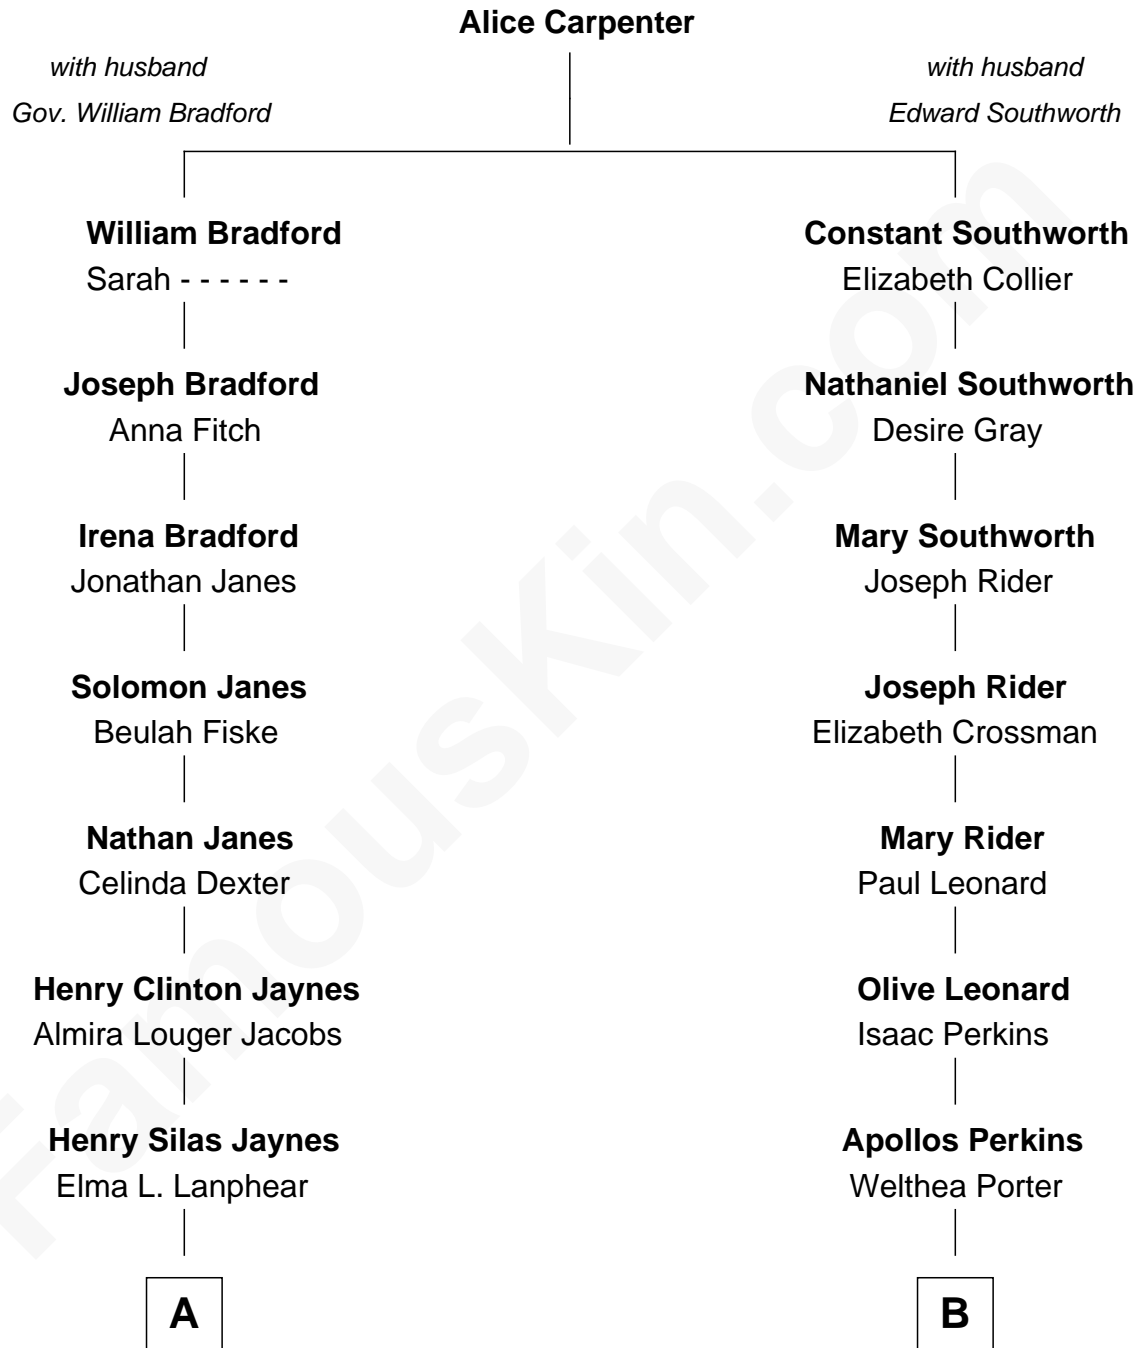 Alice Carpenter
with husband
Gov. William Bradford
with husband
Edward Southworth
William Bradford
Sarah - - - - - -
Constant Southworth
Elizabeth Collier
Joseph Bradford
Anna Fitch
Nathaniel Southworth
Desire Gray
Irena Bradford
Jonathan Janes
Mary Southworth
Joseph Rider
Solomon Janes
Beulah Fiske
Joseph Rider
Elizabeth Crossman
Nathan Janes
Celinda Dexter
Mary Rider
Paul Leonard
Henry Clinton Jaynes
Almira Louger Jacobs
Olive Leonard
Isaac Perkins
Henry Silas Jaynes
Elma L. Lanphear
Apollos Perkins
Welthea Porter
A
B
FamousKin.com